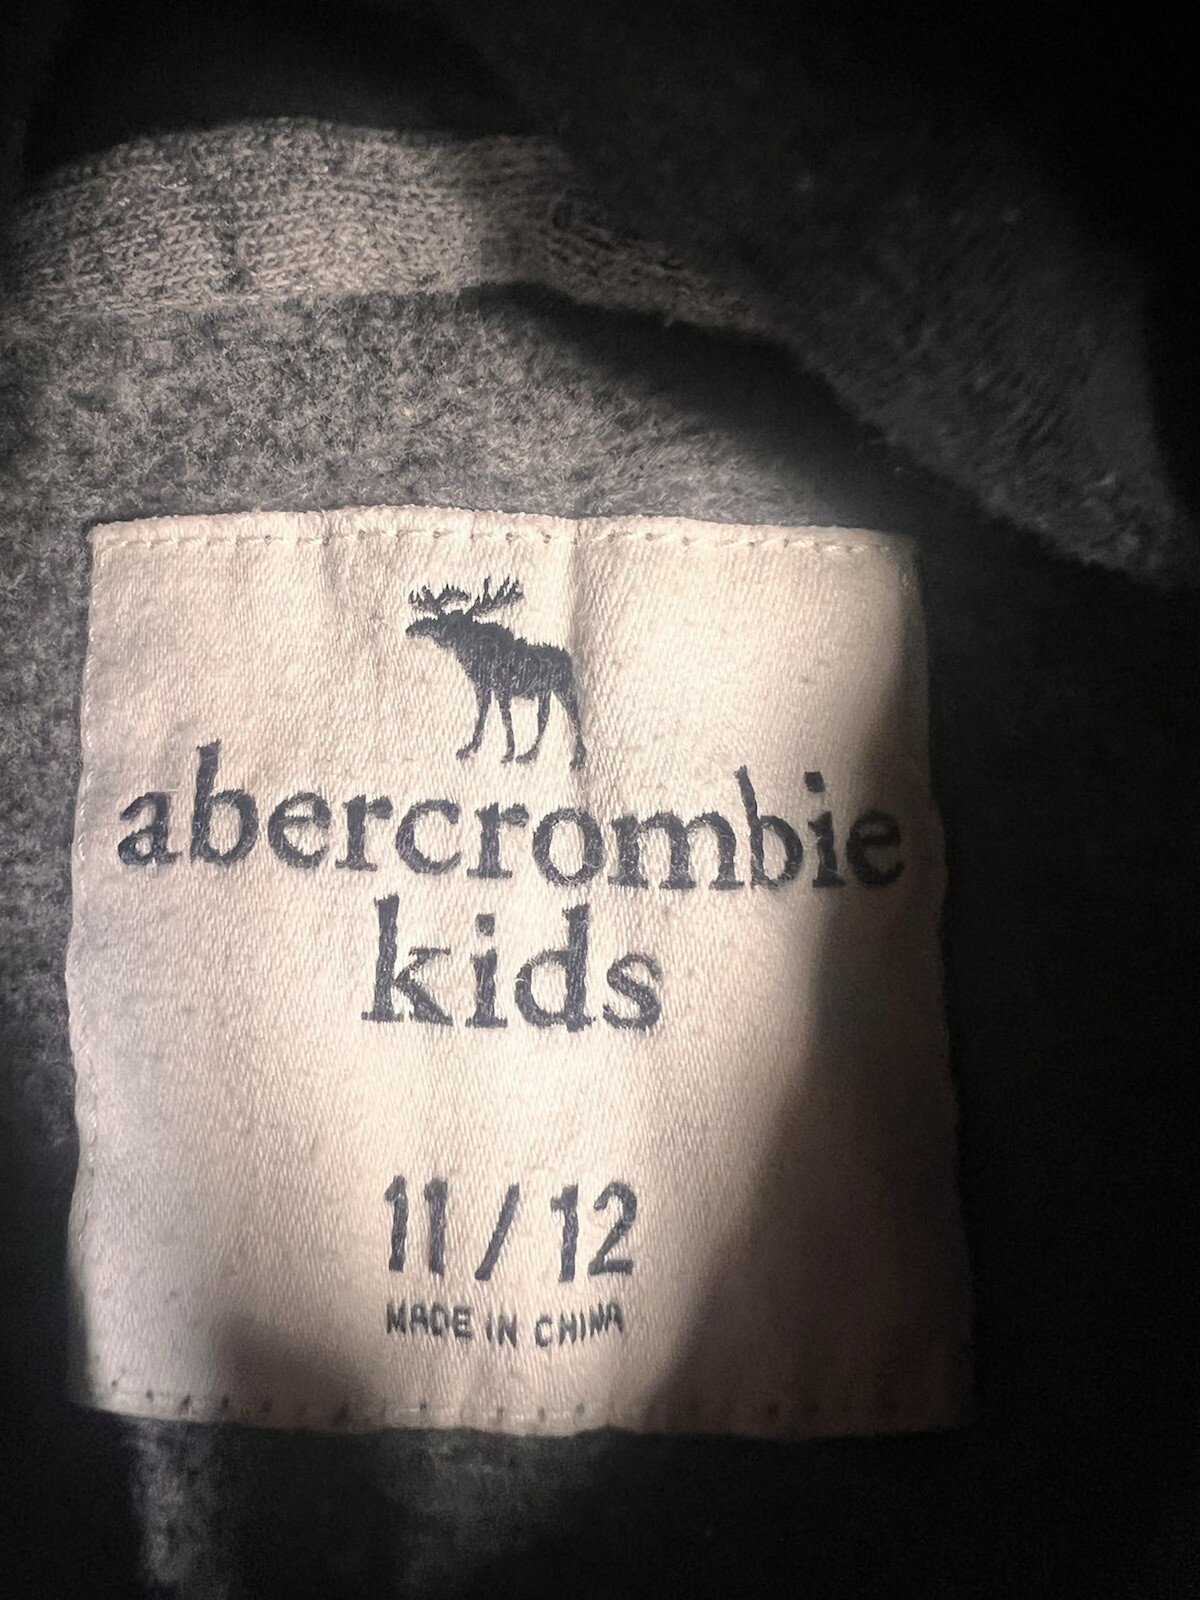 abercrombie
kids
11/12
MADE IN CHINA